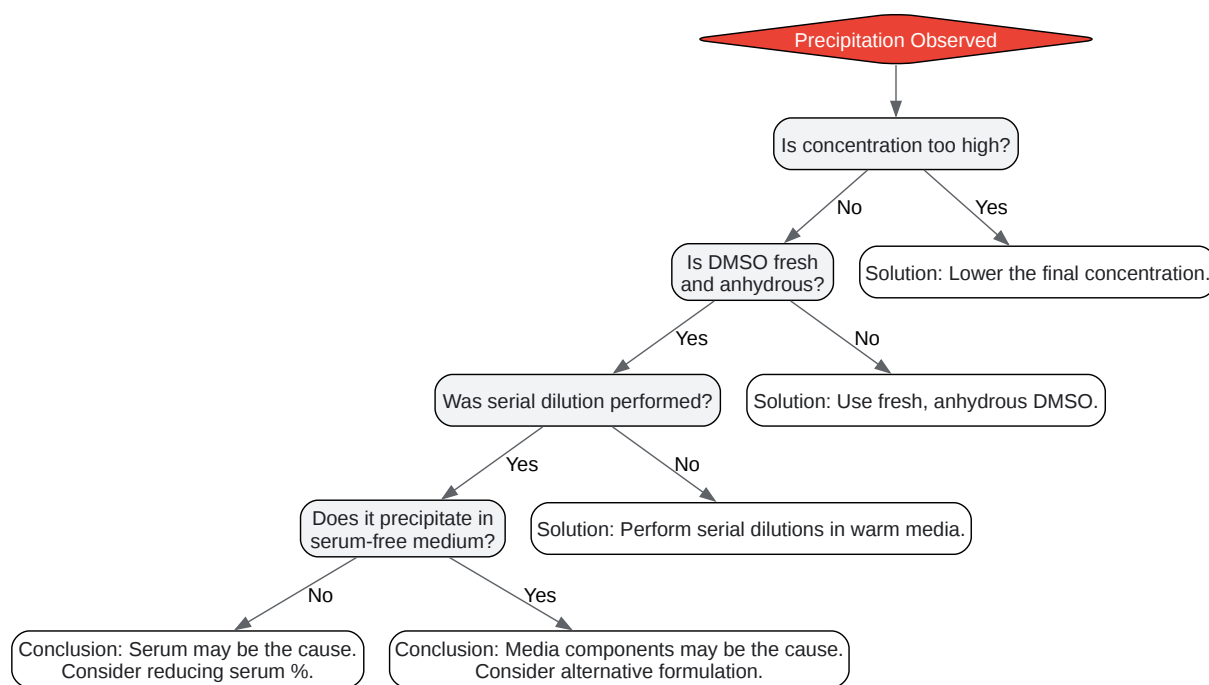 Precipitation Observed
Is concentration too high?
No
Yes
Is DMSO fresh
and anhydrous?
Solution: Lower the final concentration.
Yes
No
Was serial dilution performed?
Solution: Use fresh, anhydrous DMSO.
Yes
No
Does it precipitate in
serum-free medium?
Solution: Perform serial dilutions in warm media.
No
Yes
Conclusion: Serum may be the cause.
Consider reducing serum %.
Conclusion: Media components may be the cause.
Consider alternative formulation.